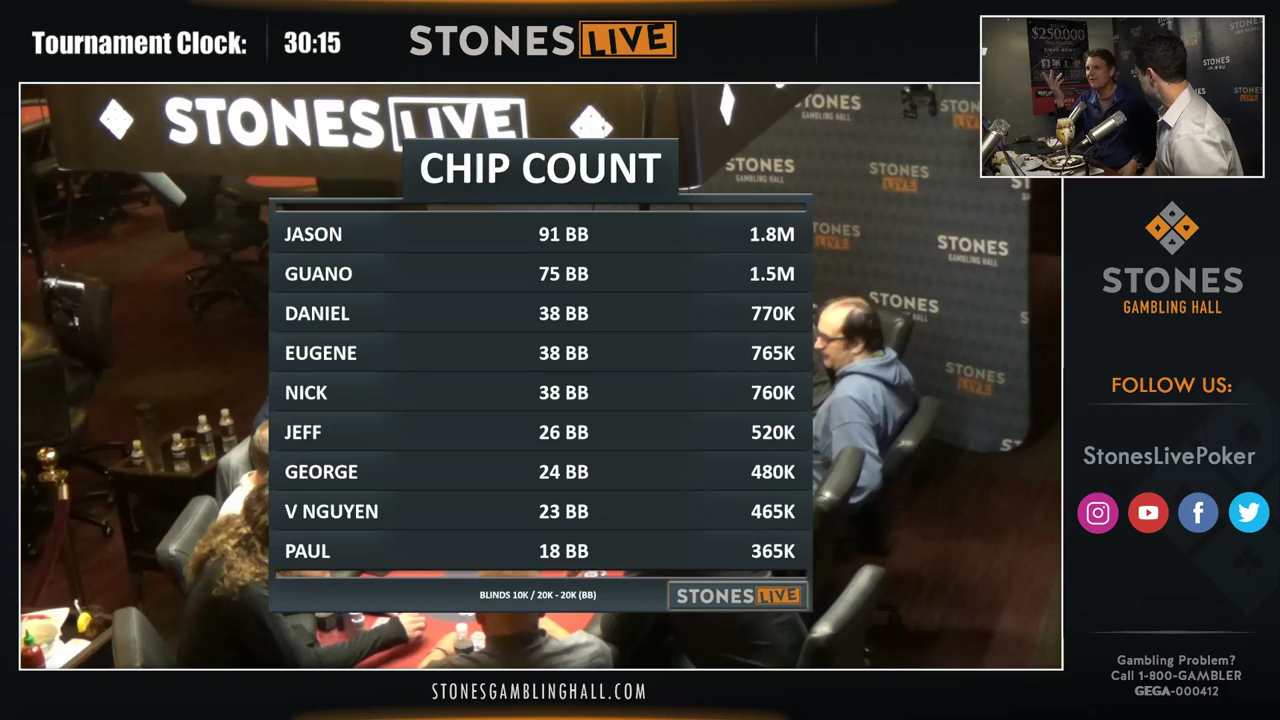 Tournament Clock: 30:15 STONES LIVE
STONES LIVE
CHIP COUNT
JASON 91 BB 1.8M
GUANO 75 BB 1.5M
DANIEL 38 BB 770K
EUGENE 38 BB 765K
NICK 38 BB 760K
JEFF 26 BB 520K
GEORGE 24 BB 480K
V NGUYEN 23 BB 465K
PAUL 18 BB 365K
BLINDS 10K / 20K - 20K (BB) STONES LIVE
STONES
STONES
GAMBLING HALL
STONES
LIVE
STONES
LIVE
STONES
GAMBLING HALL
STONES
GAMBLING HALL
STONES
LIVE
$250,000
STONES
STONES
GAMBLING HALL
FOLLOW US:
StonesLivePoker
Gambling Problem?
Call 1-800-GAMBLER
GEGA-000412
STONESGAMBLINGHALL.COM